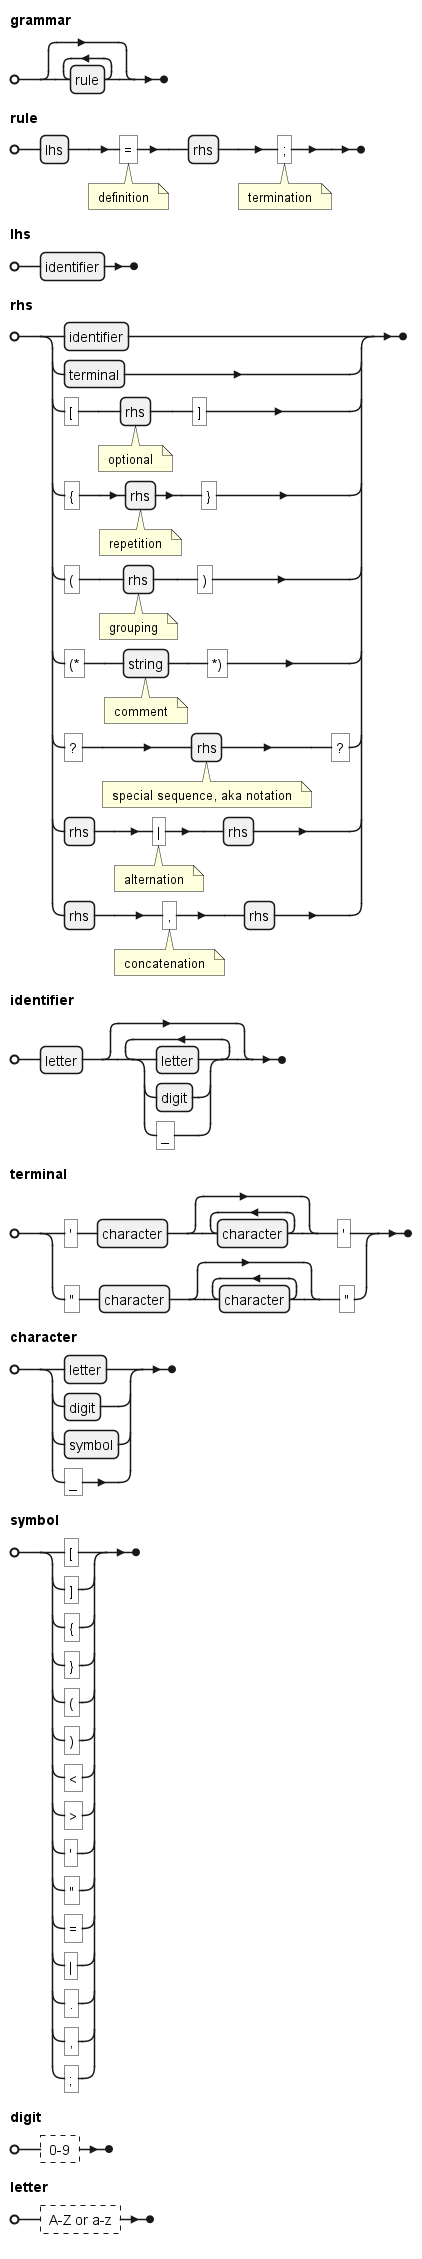 grammar
rule
rule
lhs = rhs ;
definition termination
lhs
identifier
rhs
identifier
terminal
[ rhs ]
optional
{ rhs }
repetition
( rhs )
grouping
(* string *)
comment
? rhs ?
special sequence, aka notation
rhs | rhs
alternation
rhs , rhs
concatenation
identifier
letter letter
digit
_
terminal
' character character '
" character character "
character
letter
digit
symbol
_
symbol
[
]
{
}
(
)
<
>
'
"
=
|
.
,
;
digit
0-9
letter
A-Z or a-z